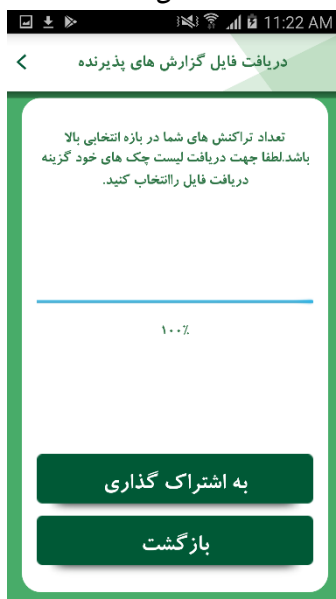 11:22 AM
دریافت فایل گزارش های پذیرنده
تعداد تراکنش های شما در بازه انتخابی بالا
باشد.لطفا جهت دریافت لیست چک های خود گزینه
دریافت فایل راانتخاب کنید.
۱۰۰٪
به اشتراک گذاری
بازگشت